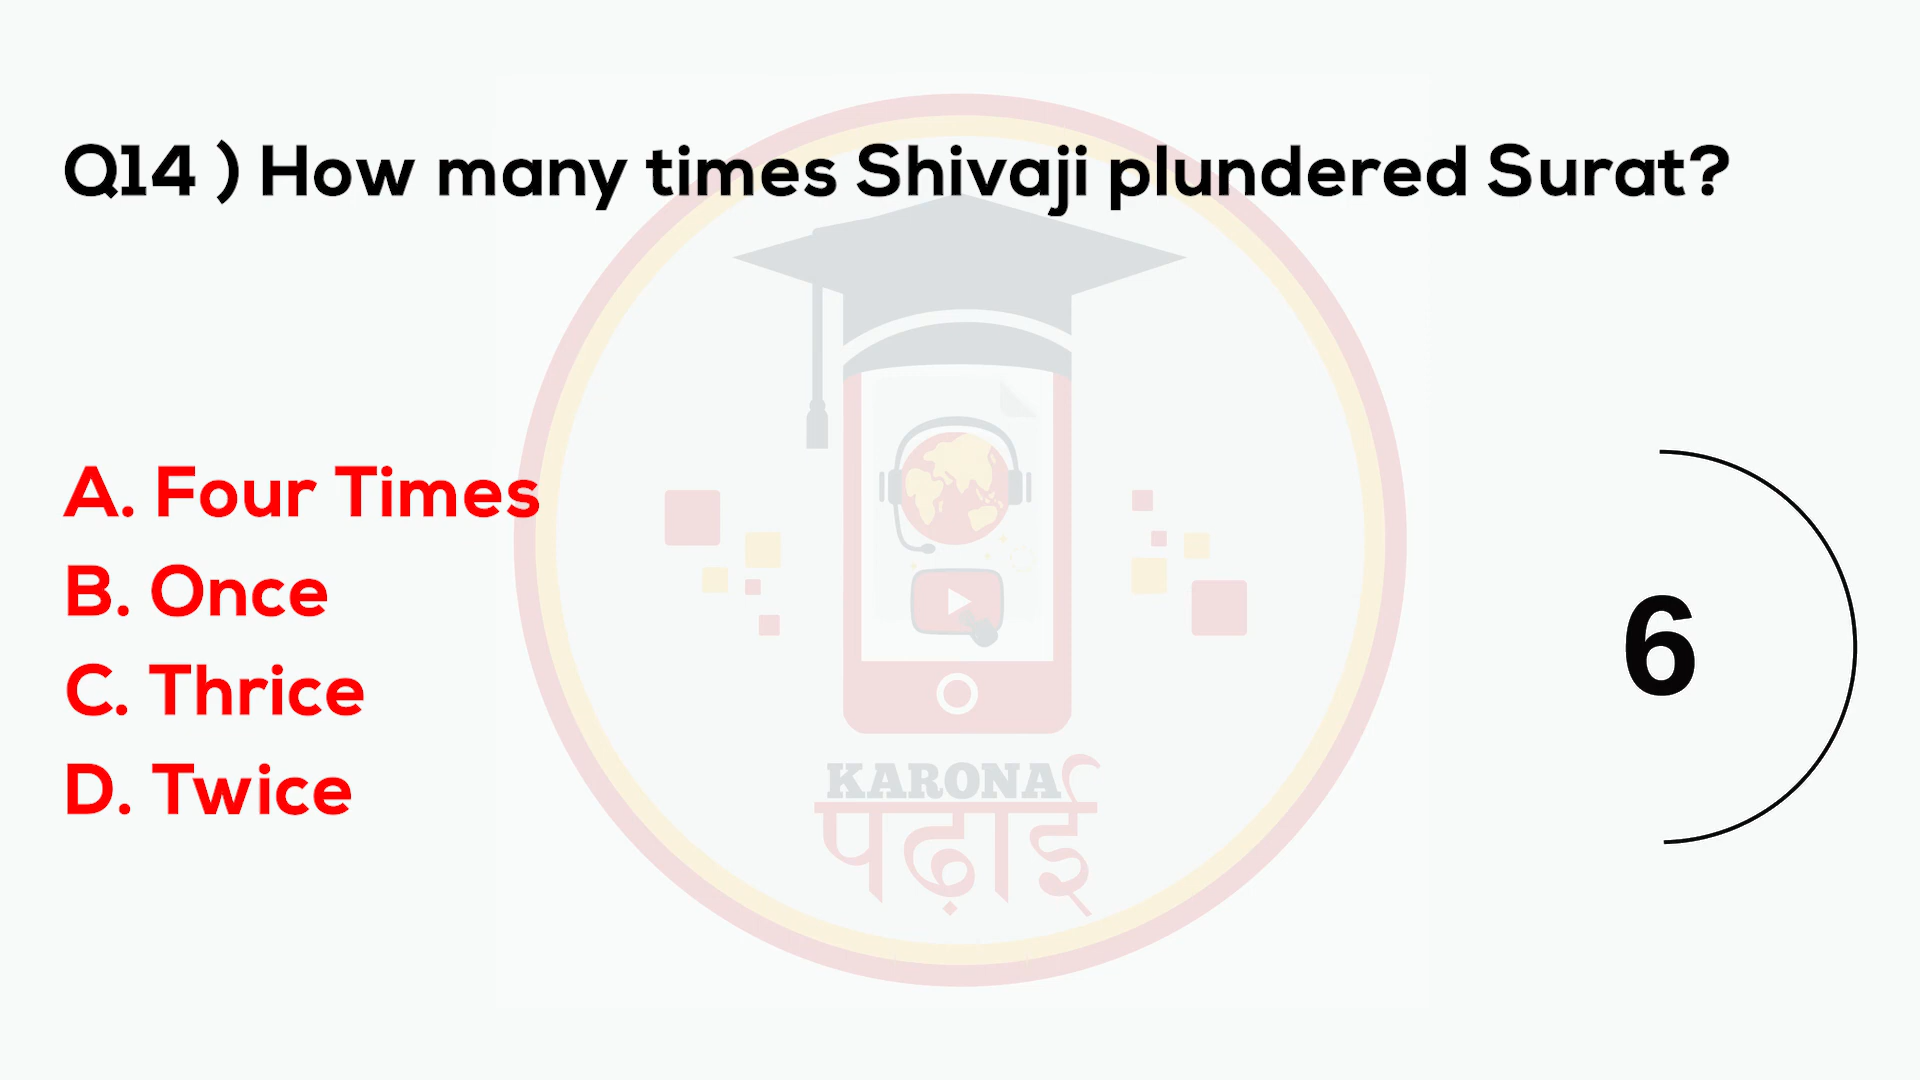 Q14 ) How many times Shivaji plundered Surat?
A. Four Times
B. Once
C. Thrice
D. Twice
6
KARONA
पढ़ाई